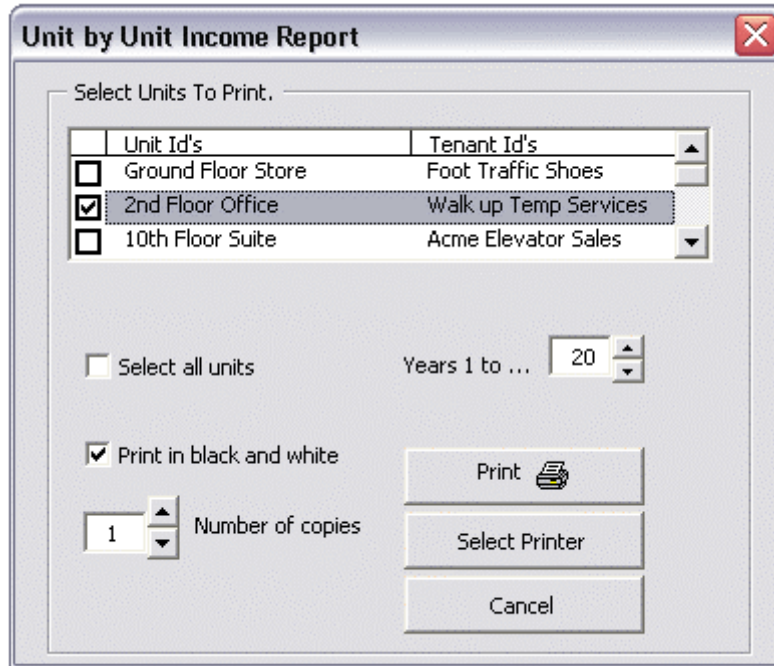 Unit by Unit Income Report
Select Units To Print.
Unit Id's Tenant Id's
Ground Floor Store Foot Traffic Shoes
2nd Floor Office Walk up Temp Services
10th Floor Suite Acme Elevator Sales
Select all units Years 1 to ... 20
Print in black and white
Print
1 Number of copies
Select Printer
Cancel